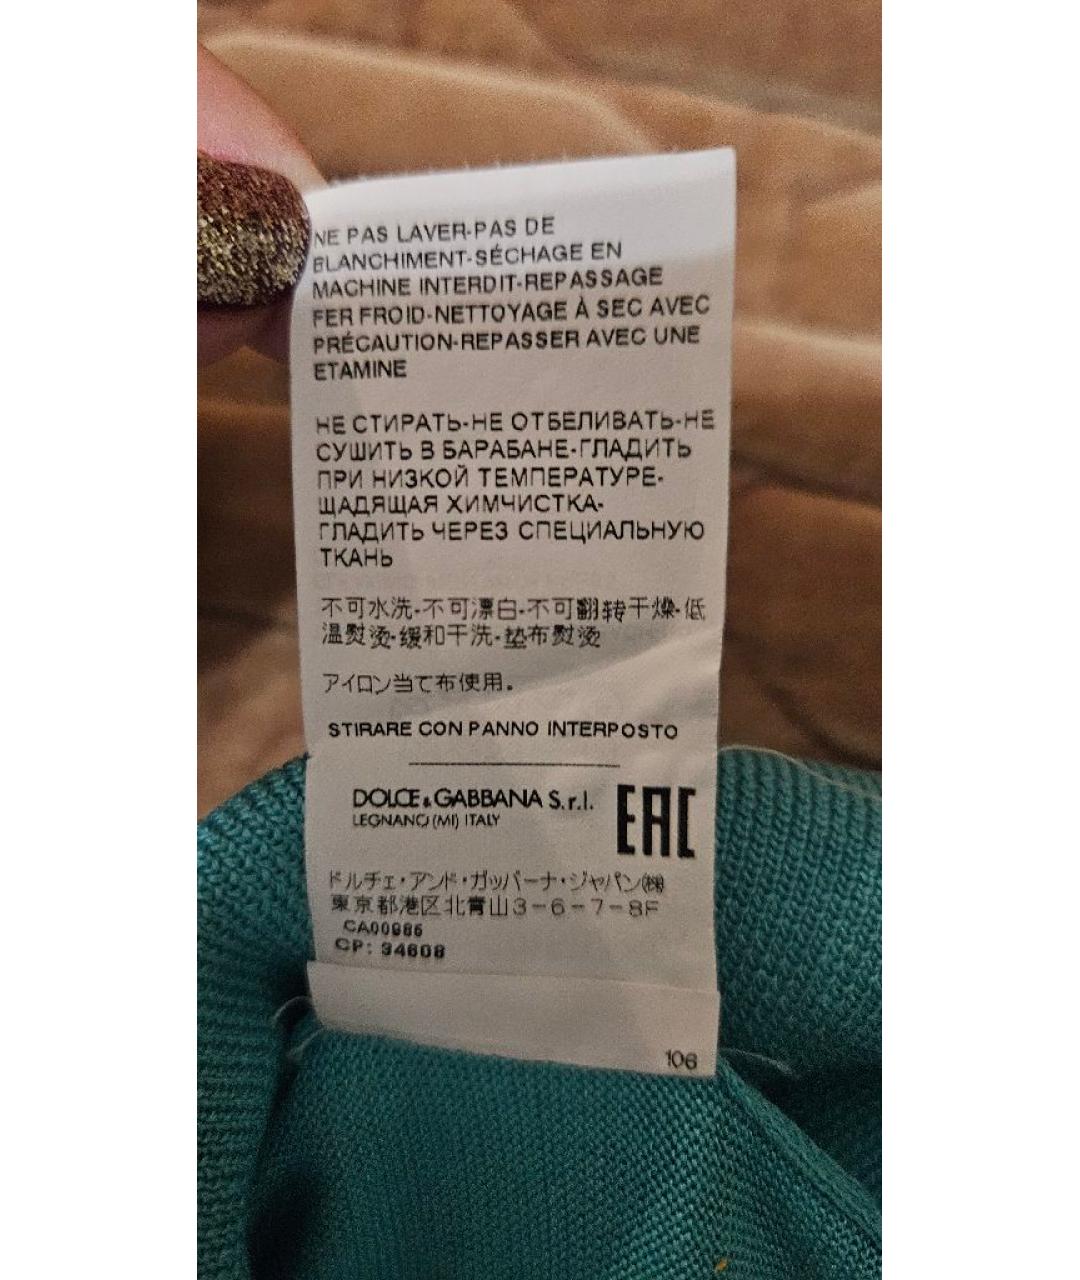 NE PAS LAVER-PAS DE
BLANCHIMENT-SÉCHAGE EN
MACHINE INTERDIT-REPASSAGE
FER FROID-NETTOYAGE À SEC AVEC
PRÉCAUTION-REPASSER AVEC UNE
ETAMINE
НЕ СТИРАТЬ-НЕ ОТБЕЛИВАТЬ-НЕ
СУШИТЬ В БАРАБАНЕ-ГЛАДИТЬ
ПРИ НИЗКОЙ ТЕМПЕРАТУРЕ-
ЩАДЯЩАЯ ХИМЧИСТКА-
ГЛАДИТЬ ЧЕРЕЗ СПЕЦИАЛЬНУЮ
ТКАНЬ
不可水洗-不可漂白-不可翻转干燥-低
温熨烫-缓和干洗-垫布熨烫
アイロン当て布使用。
STIRARE CON PANNO INTERPOSTO
DOLCE & GABBANA S.r.l.
LEGNANO (MI) ITALY
EAC
ドルチェ・アンド・ガッバーナ・ジャパン㈱
東京都港区北青山3-6-7-8F
CA00986
CP: 34608
106